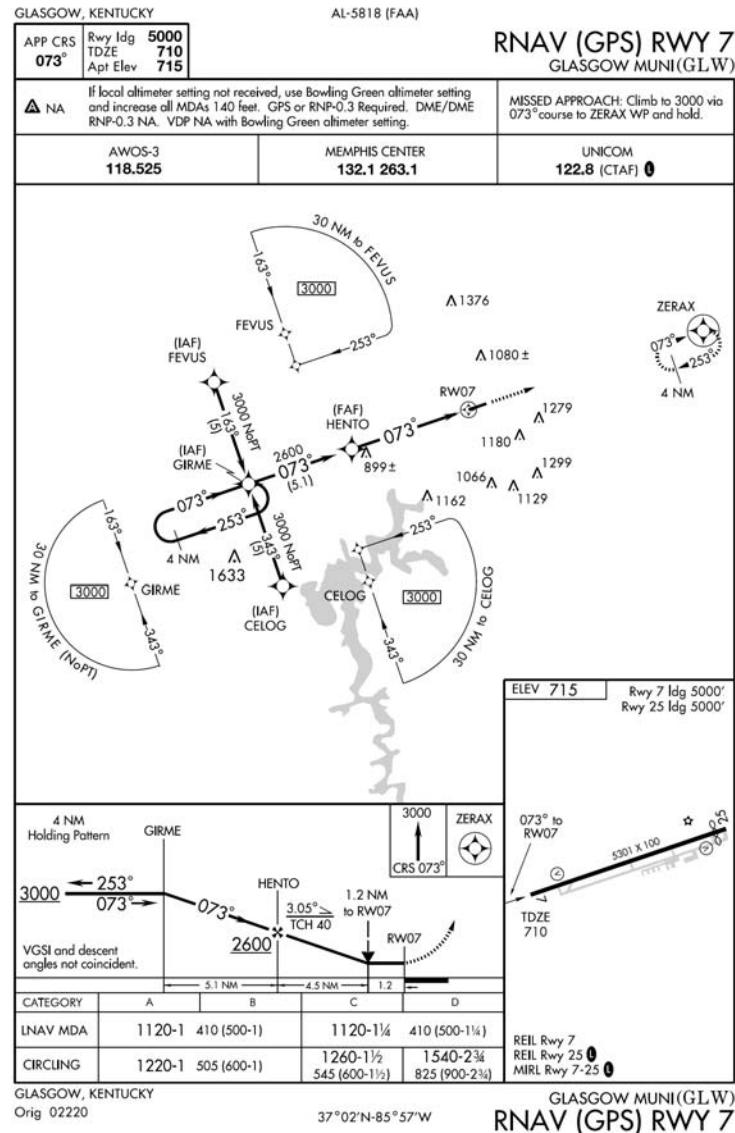 GLASGOW, KENTUCKY
AL-5818 (FAA)
APP CRS
073°
Rwy ldg 5000
TDZE 710
Apt Elev 715
RNAV (GPS) RWY 7
GLASGOW MUNI (GLW)
A NA
If local altimeter setting not received, use Bowling Green altimeter setting
and increase all MDAs 140 feet. GPS or RNP-0.3 Required. DME/DME
RNP-0.3 NA. VDP NA with Bowling Green altimeter setting.
MISSED APPROACH: Climb to 3000 via
073° course to ZERAX WP and hold.
AWOS-3
118.525
MEMPHIS CENTER
132.1 263.1
UNICOM
122.8 (CTAF) L
30 NM to FEVUS
163°
3000
FEVUS
253°
1376
ZERAX
073°
253°
4 NM
1080 ±
(IAF)
FEVUS
3000 NoPT
163°
(5)
(FAF)
HENTO
RW07
073°
1279
1180
899±
(IAF)
GIRME
2600
073°
(5.1)
1066
1299
1129
1162
073°
253°
4 NM
1633
3000 NoPT
343°
(5)
(IAF)
CELOG
163°
30 NM to GIRME (NoPT)
3000
GIRME
343°
253°
CELOG
3000
343°
30 NM to CELOG
ELEV 715
Rwy 7 ldg 5000'
Rwy 25 ldg 5000'
073° to
RW07
5301 X 100
7
25
V
V
TDZE
710
REIL Rwy 7
REIL Rwy 25 L
MIRL Rwy 7-25 L
4 NM
Holding Pattern
GIRME
3000
CRS 073°
ZERAX
3000
253°
073°
073°
HENTO
2600
3.05°
TCH 40
1.2 NM
to RW07
RW07
VGSI and descent
angles not coincident.
5.1 NM
4.5 NM
1.2
CATEGORY A B C D
LNAV MDA 1120-1 410 (500-1) 1120-1¼ 410 (500-1¼)
CIRCLING 1220-1 505 (600-1) 1260-1½ 545 (600-1½) 1540-2¾ 825 (900-2¾)
GLASGOW, KENTUCKY
Orig 02220
37°02'N-85°57'W
GLASGOW MUNI (GLW)
RNAV (GPS) RWY 7